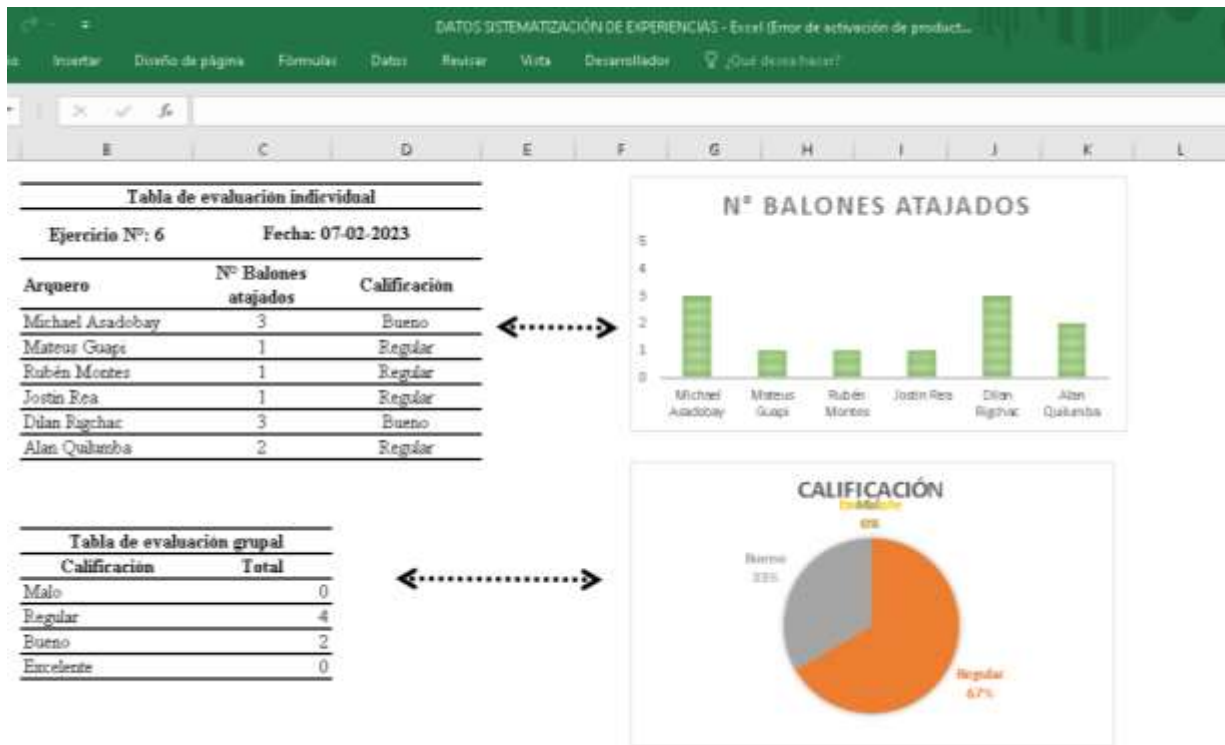 DATOS SISTEMATIZACIÓN DE EXPERIENCIAS - Excel (Error de activación de product...
Insertar Diseño de página Fórmulas Datos Revisar Vista Desarrollador ¿Qué desea hacer?
fx
B C D E F G H I J K L
Tabla de evaluación indicvidual
Ejercicio Nº: 6 Fecha: 07-02-2023
Arquero Nº Balones atajados Calificación
Michael Asadobay 3 Bueno
Mateus Guapi 1 Regular
Rubén Montes 1 Regular
Jostin Rea 1 Regular
Dilan Rigchac 3 Bueno
Alan Quilumba 2 Regular
N° BALONES ATAJADOS
5
4
3
2
1
0
Michael Asadobay Mateus Guapi Rubén Montes Jostin Rea Dilan Rigchac Alan Quilumba
Tabla de evaluación grupal
Calificación Total
Malo 0
Regular 4
Bueno 2
Excelente 0
CALIFICACIÓN
0%
Bueno
33%
Regular
67%